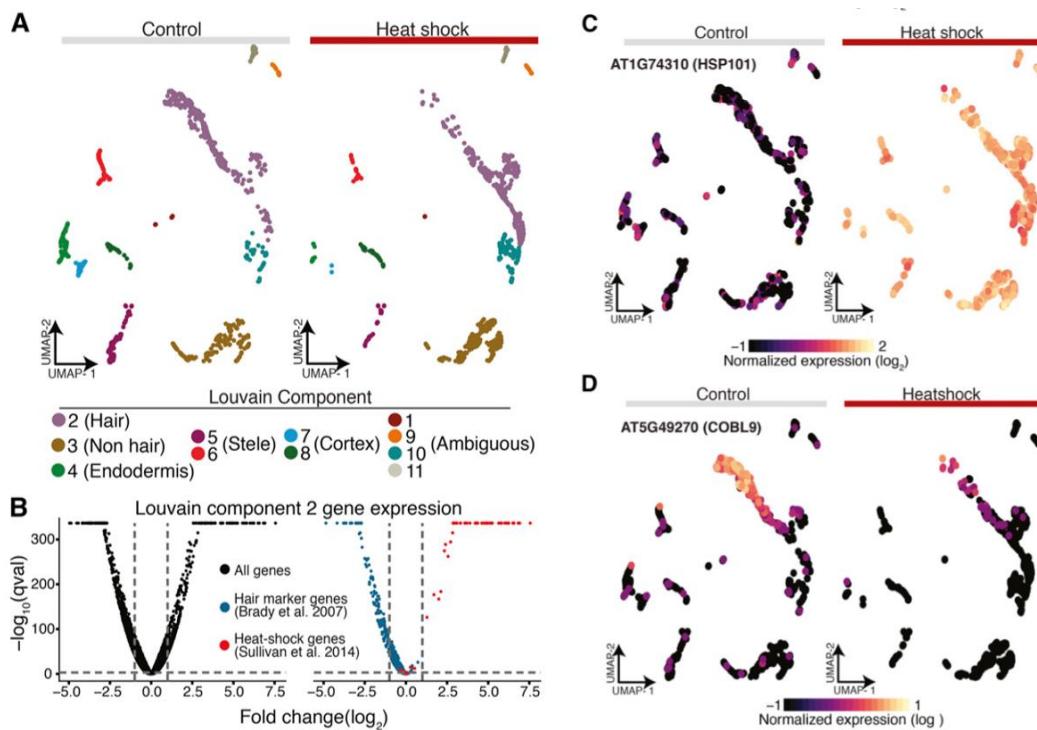 A
Control
Heat shock
UMAP-2
UMAP- 1
UMAP-2
UMAP- 1
Louvain Component
2 (Hair)
3 (Non hair)
4 (Endodermis)
5
6
(Stele)
7
8
(Cortex)
1
9
10
11
(Ambiguous)
B
Louvain component 2 gene expression
−log10(qval)
300
200
100
0
All genes
Hair marker genes
(Brady et al. 2007)
Heat-shock genes
(Sullivan et al. 2014)
−5.0 −2.5 0.0 2.5 5.0 7.5
−5.0 −2.5 0.0 2.5 5.0 7.5
Fold change(log2)
C
Control
Heat shock
AT1G74310 (HSP101)
UMAP-2
UMAP- 1
UMAP-2
UMAP- 1
−1 2
Normalized expression (log2)
D
Control
Heatshock
AT5G49270 (COBL9)
UMAP-2
UMAP- 1
UMAP-2
UMAP- 1
−1 1
Normalized expression (log )